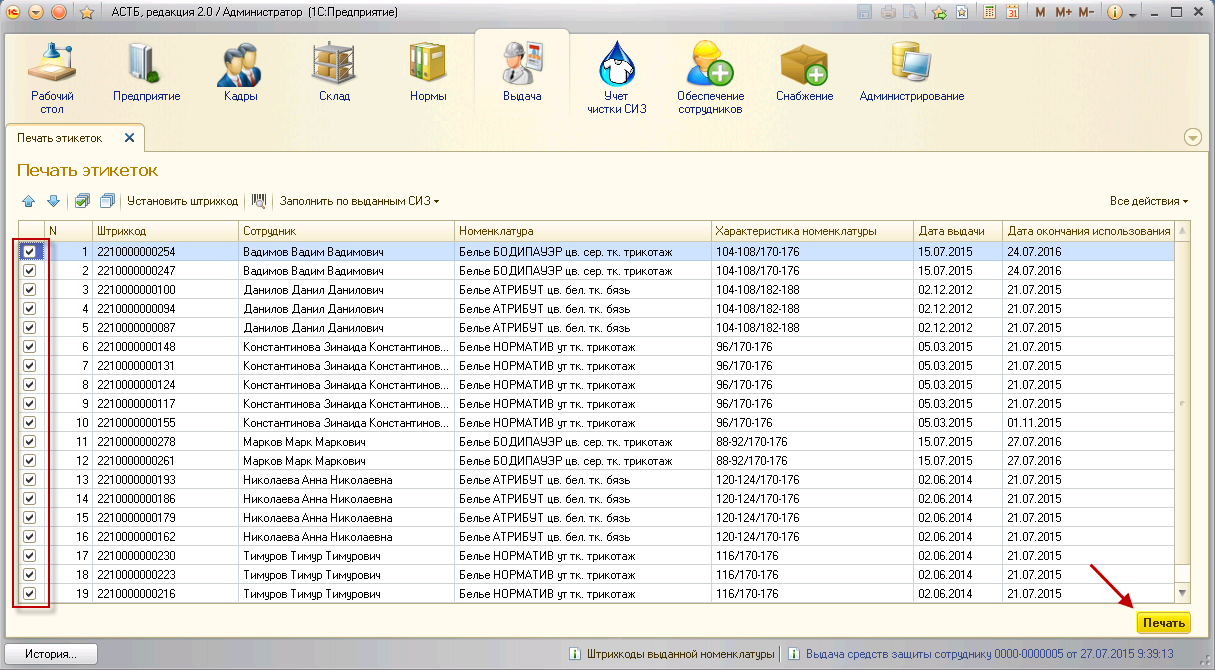 АСТБ, редакция 2.0 / Администратор (1С:Предприятие)
M M+ M-
Рабочий стол
Предприятие
Кадры
Склад
Нормы
Выдача
Учет чистки СИЗ
Обеспечение сотрудников
Снабжение
Администрирование
Печать этикеток
Печать этикеток
Установить штрихкод Заполнить по выданным СИЗ Все действия
N Штрихкод Сотрудник Номенклатура Характеристика номенклатуры Дата выдачи Дата окончания использования
1 2210000000254 Вадимов Вадим Вадимович Белье БОДИПАУЭР цв. сер. тк. трикотаж 104-108/170-176 15.07.2015 24.07.2016
2 2210000000247 Вадимов Вадим Вадимович Белье БОДИПАУЭР цв. сер. тк. трикотаж 104-108/170-176 15.07.2015 24.07.2016
3 2210000000100 Данилов Данил Данилович Белье АТРИБУТ цв. бел. тк. бязь 104-108/182-188 02.12.2012 21.07.2015
4 2210000000094 Данилов Данил Данилович Белье АТРИБУТ цв. бел. тк. бязь 104-108/182-188 02.12.2012 21.07.2015
5 2210000000087 Данилов Данил Данилович Белье АТРИБУТ цв. бел. тк. бязь 104-108/182-188 02.12.2012 21.07.2015
6 2210000000148 Константинова Зинаида Константинов... Белье НОРМАТИВ ут тк. трикотаж 96/170-176 05.03.2015 21.07.2015
7 2210000000131 Константинова Зинаида Константинов... Белье НОРМАТИВ ут тк. трикотаж 96/170-176 05.03.2015 21.07.2015
8 2210000000124 Константинова Зинаида Константинов... Белье НОРМАТИВ ут тк. трикотаж 96/170-176 05.03.2015 21.07.2015
9 2210000000117 Константинова Зинаида Константинов... Белье НОРМАТИВ ут тк. трикотаж 96/170-176 05.03.2015 21.07.2015
10 2210000000155 Константинова Зинаида Константинов... Белье НОРМАТИВ ут тк. трикотаж 96/170-176 05.03.2015 01.11.2015
11 2210000000278 Марков Марк Маркович Белье БОДИПАУЭР цв. сер. тк. трикотаж 88-92/170-176 15.07.2015 27.07.2016
12 2210000000261 Марков Марк Маркович Белье БОДИПАУЭР цв. сер. тк. трикотаж 88-92/170-176 15.07.2015 27.07.2016
13 2210000000193 Николаева Анна Николаевна Белье АТРИБУТ цв. бел. тк. бязь 120-124/170-176 02.06.2014 21.07.2015
14 2210000000186 Николаева Анна Николаевна Белье АТРИБУТ цв. бел. тк. бязь 120-124/170-176 02.06.2014 21.07.2015
15 2210000000179 Николаева Анна Николаевна Белье АТРИБУТ цв. бел. тк. бязь 120-124/170-176 02.06.2014 21.07.2015
16 2210000000162 Николаева Анна Николаевна Белье АТРИБУТ цв. бел. тк. бязь 120-124/170-176 02.06.2014 21.07.2015
17 2210000000230 Тимуров Тимур Тимурович Белье НОРМАТИВ ут тк. трикотаж 116/170-176 02.06.2014 21.07.2015
18 2210000000223 Тимуров Тимур Тимурович Белье НОРМАТИВ ут тк. трикотаж 116/170-176 02.06.2014 21.07.2015
19 2210000000216 Тимуров Тимур Тимурович Белье НОРМАТИВ ут тк. трикотаж 116/170-176 02.06.2014 21.07.2015
Печать
История... Штрихкоды выданной номенклатуры Выдача средств защиты сотруднику 0000-0000005 от 27.07.2015 9:39:13